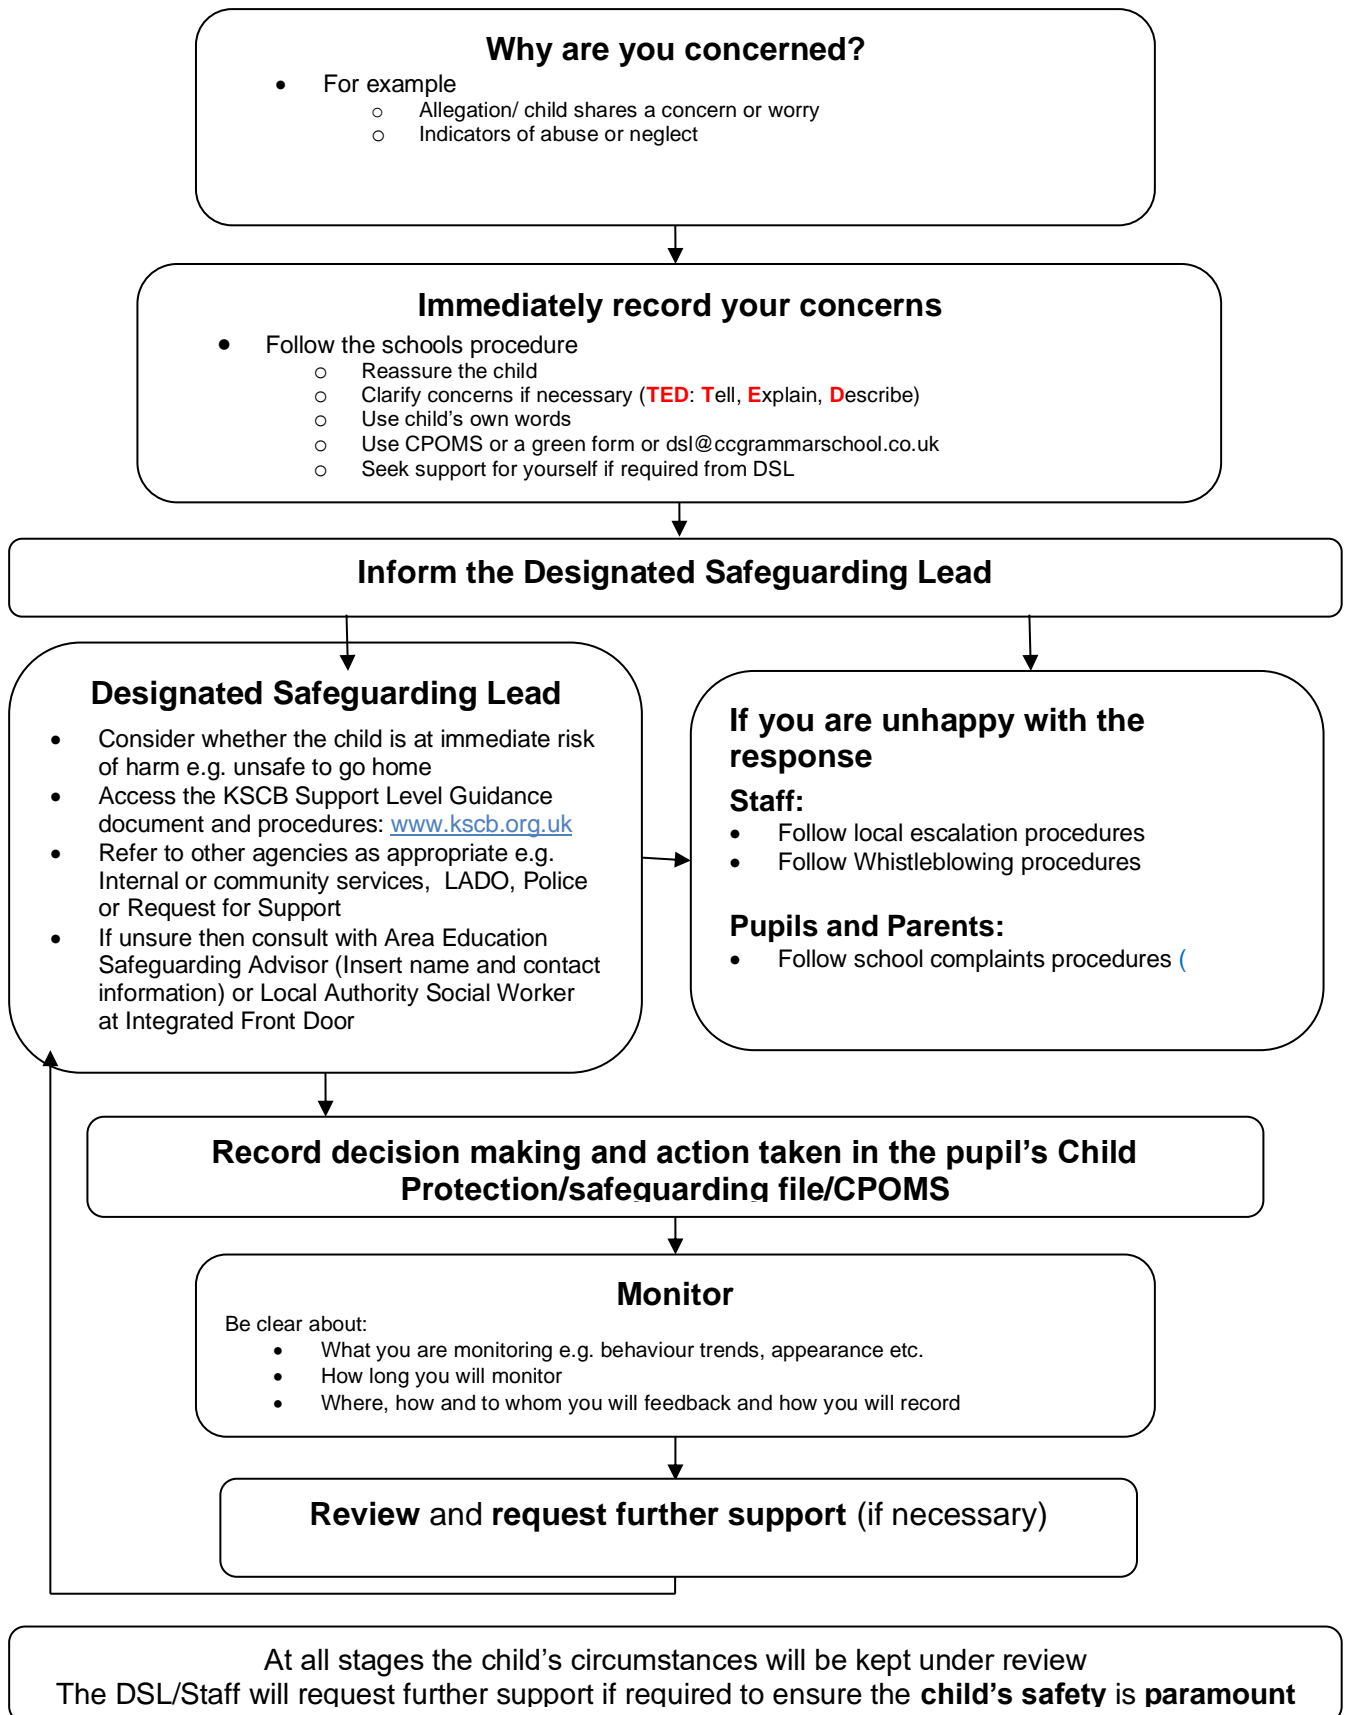 Why are you concerned?
• For example
o Allegation/ child shares a concern or worry
o Indicators of abuse or neglect
Immediately record your concerns
• Follow the schools procedure
o Reassure the child
o Clarify concerns if necessary (TED: Tell, Explain, Describe)
o Use child’s own words
o Use CPOMS or a green form or dsl@ccgrammarschool.co.uk
o Seek support for yourself if required from DSL
Inform the Designated Safeguarding Lead
Designated Safeguarding Lead
• Consider whether the child is at immediate risk
of harm e.g. unsafe to go home
• Access the KSCB Support Level Guidance
document and procedures: www.kscb.org.uk
• Refer to other agencies as appropriate e.g.
Internal or community services, LADO, Police
or Request for Support
• If unsure then consult with Area Education
Safeguarding Advisor (Insert name and contact
information) or Local Authority Social Worker
at Integrated Front Door
If you are unhappy with the
response
Staff:
• Follow local escalation procedures
• Follow Whistleblowing procedures
Pupils and Parents:
• Follow school complaints procedures (
Record decision making and action taken in the pupil’s Child
Protection/safeguarding file/CPOMS
Monitor
Be clear about:
• What you are monitoring e.g. behaviour trends, appearance etc.
• How long you will monitor
• Where, how and to whom you will feedback and how you will record
Review and request further support (if necessary)
At all stages the child’s circumstances will be kept under review
The DSL/Staff will request further support if required to ensure the child’s safety is paramount